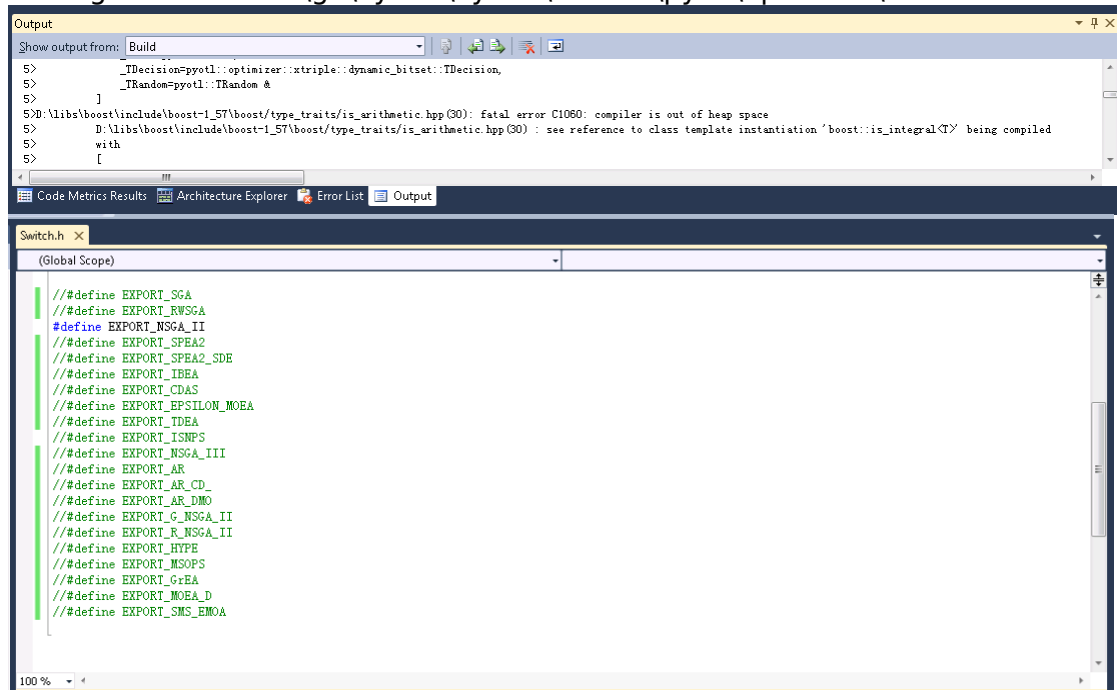 Output
Show output from: Build
5> _TDecision=pyotl::optimizer::xtriple::dynamic_bitset::TDecision,
5> _TRandom=pyotl::TRandom &
5> ]
5>D:\libs\boost\include\boost-1_57\boost/type_traits/is_arithmetic.hpp(30): fatal error C1060: compiler is out of heap space
5> D:\libs\boost\include\boost-1_57\boost/type_traits/is_arithmetic.hpp(30) : see reference to class template instantiation 'boost::is_integral<T>' being compiled
5> with
5> [
Code Metrics Results Architecture Explorer Error List Output
Switch.h
(Global Scope)
//#define EXPORT_SGA
//#define EXPORT_RWSGA
#define EXPORT_NSGA_II
//#define EXPORT_SPEA2
//#define EXPORT_SPEA2_SDE
//#define EXPORT_IBEA
//#define EXPORT_CDAS
//#define EXPORT_EPSILON_MOEA
//#define EXPORT_TDEA
//#define EXPORT_ISNPS
//#define EXPORT_NSGA_III
//#define EXPORT_AR
//#define EXPORT_AR_CD_
//#define EXPORT_AR_DMO
//#define EXPORT_G_NSGA_II
//#define EXPORT_R_NSGA_II
//#define EXPORT_HYPE
//#define EXPORT_MSOPS
//#define EXPORT_GrEA
//#define EXPORT_MOEA_D
//#define EXPORT_SMS_EMOA
100 %